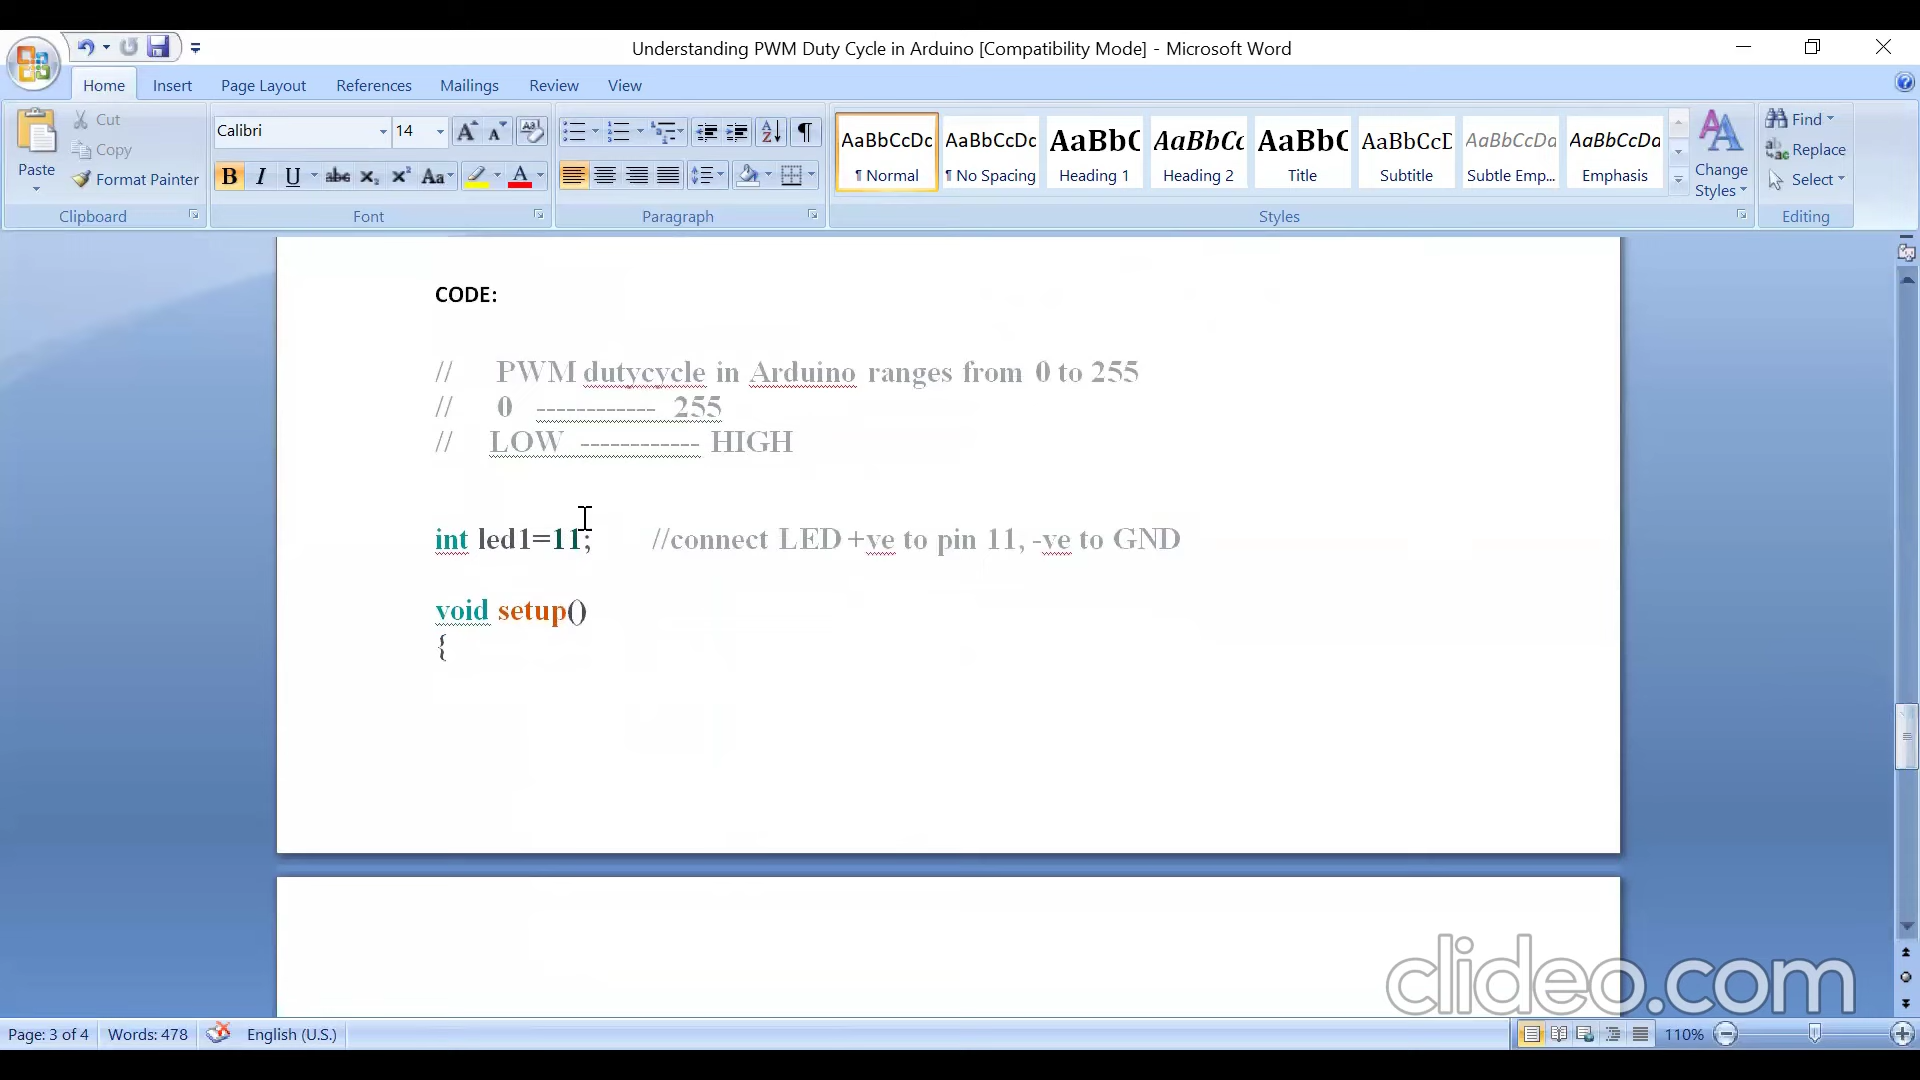 Understanding PWM Duty Cycle in Arduino [Compatibility Mode] - Microsoft Word
Home Insert Page Layout References Mailings Review View
Paste
Cut
Copy
Format Painter
Clipboard
Calibri 14
B I U abc x₂ x² Aa A
Font
Paragraph
AaBbCcDc AaBbCcDc AaBbC AaBbCc AaBbC AaBbCcD AaBbCcDa AaBbCcDa
¶ Normal ¶ No Spacing Heading 1 Heading 2 Title Subtitle Subtle Emp... Emphasis
Change
Styles
Styles
Find
Replace
Select
Editing
CODE:
// PWM dutycycle in Arduino ranges from 0 to 255
// 0 ------------ 255
// LOW ------------ HIGH
int led1=11; //connect LED +ve to pin 11, -ve to GND
void setup()
{
clideo.com
Page: 3 of 4 Words: 478 English (U.S.) 110%